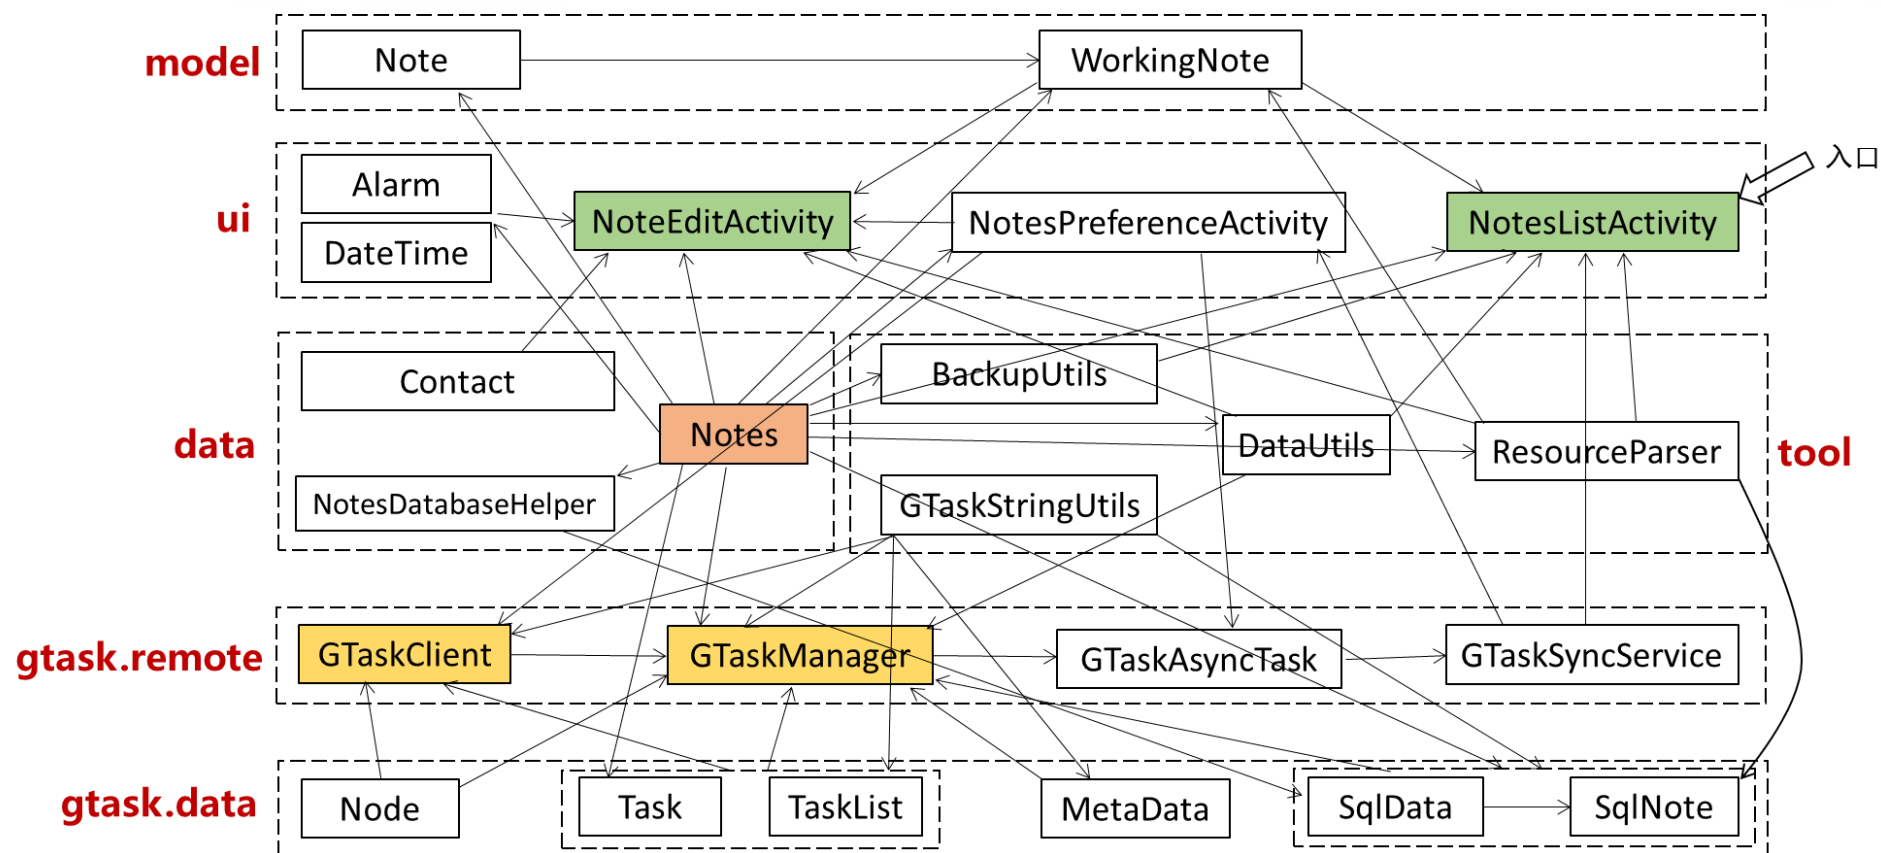 model
Note
WorkingNote
入口
ui
Alarm
DateTime
NoteEditActivity
NotesPreferenceActivity
NotesListActivity
data
Contact
Notes
NotesDatabaseHelper
BackupUtils
DataUtils
ResourceParser
GTaskStringUtils
tool
gtask.remote
GTaskClient
GTaskManager
GTaskAsyncTask
GTaskSyncService
gtask.data
Node
Task
TaskList
MetaData
SqlData
SqlNote